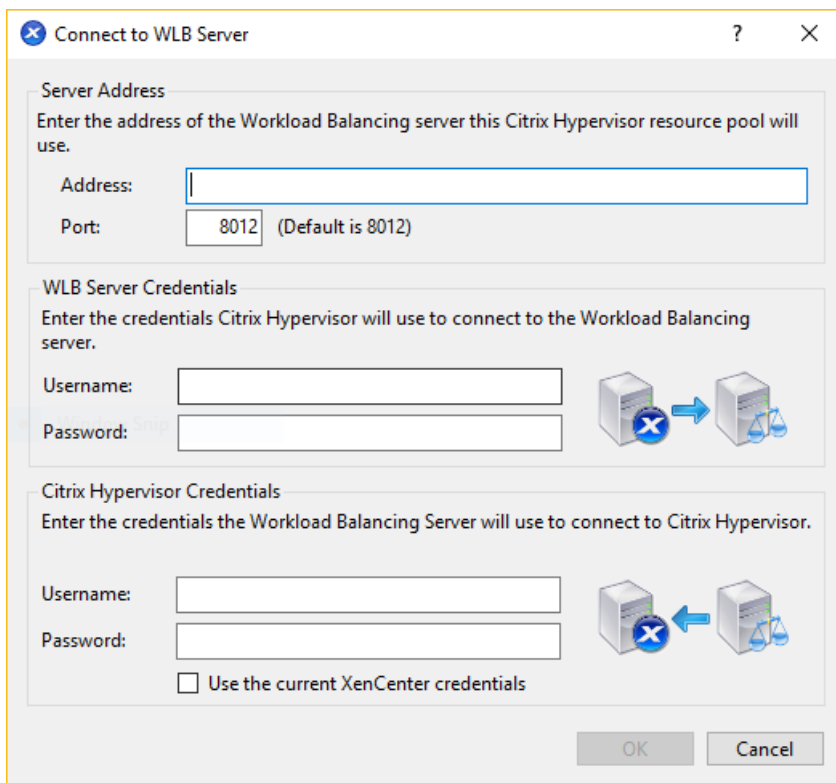 Connect to WLB Server
?
Server Address
Enter the address of the Workload Balancing server this Citrix Hypervisor resource pool will
use.
Address:
Port:
8012
(Default is 8012)
WLB Server Credentials
Enter the credentials Citrix Hypervisor will use to connect to the Workload Balancing
server.
Username:
Window Snip
Password:
Citrix Hypervisor Credentials
Enter the credentials the Workload Balancing Server will use to connect to Citrix Hypervisor.
Username:
Password:
Use the current XenCenter credentials
OK
Cancel